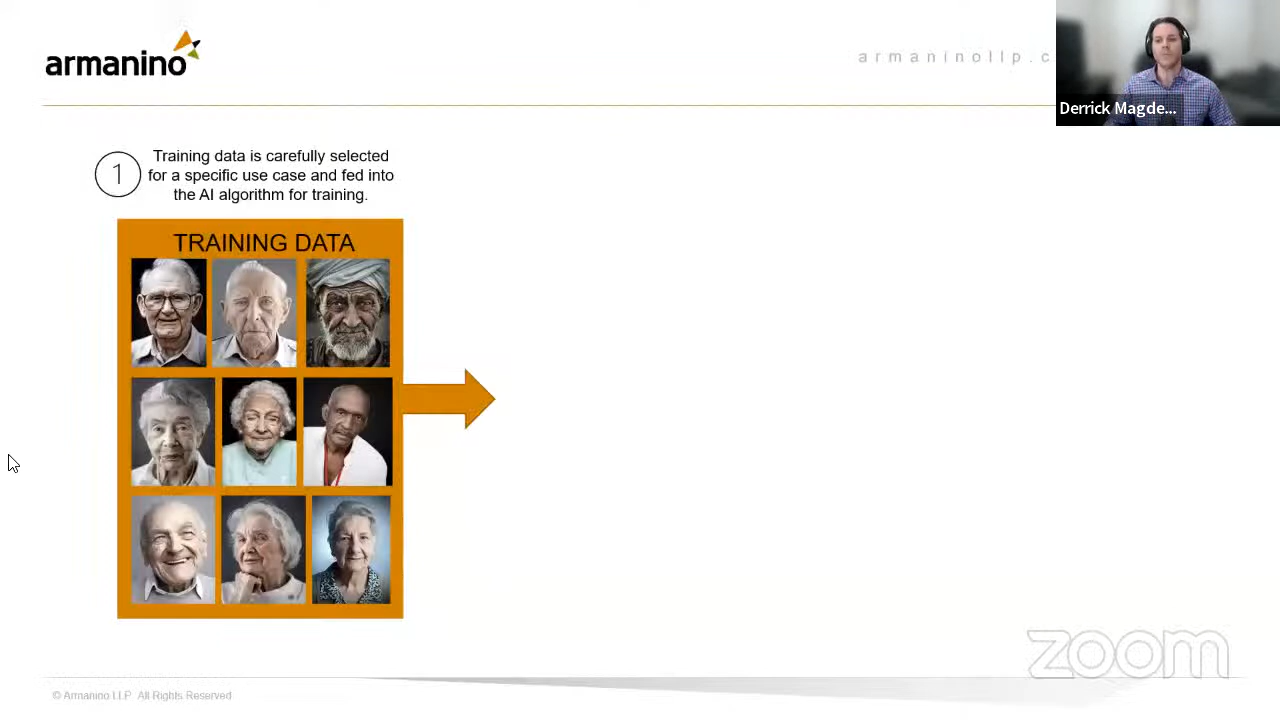 armanino
armaninollp.c
Derrick Magde...
1
Training data is carefully selected
for a specific use case and fed into
the AI algorithm for training.
TRAINING DATA
zoom
© Armanino LLP All Rights Reserved